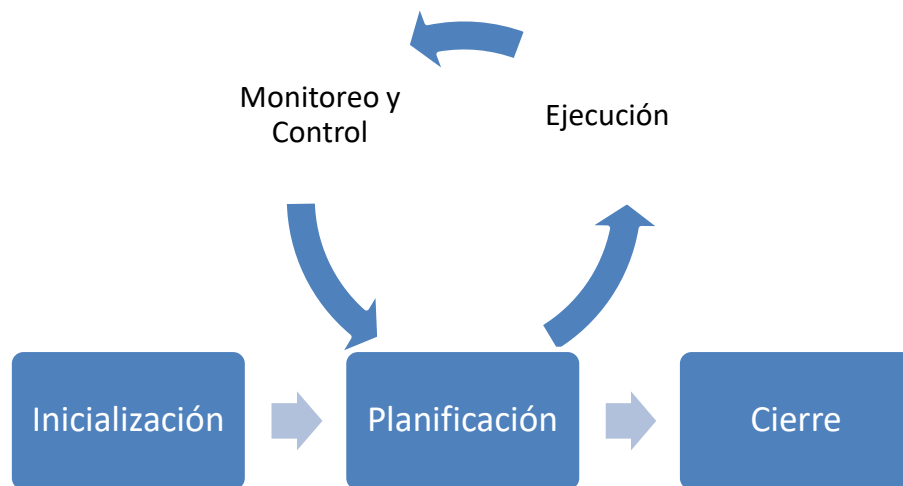 Monitoreo y
Control
Ejecución
Inicialización
Planificación
Cierre